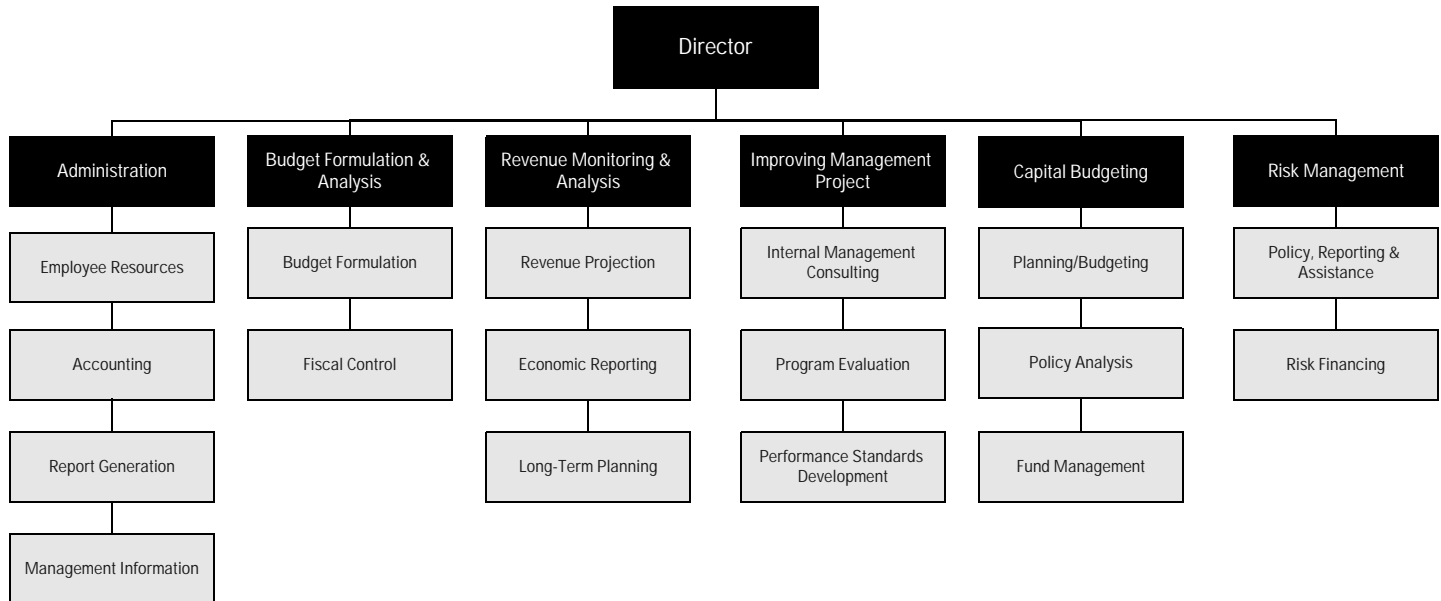 Director
Administration
Budget Formulation &
Analysis
Revenue Monitoring &
Analysis
Improving Management
Project
Capital Budgeting
Risk Management
Employee Resources
Budget Formulation
Revenue Projection
Internal Management
Consulting
Planning/Budgeting
Policy, Reporting &
Assistance
Accounting
Fiscal Control
Economic Reporting
Program Evaluation
Policy Analysis
Risk Financing
Report Generation
Long-Term Planning
Performance Standards
Development
Fund Management
Management Information